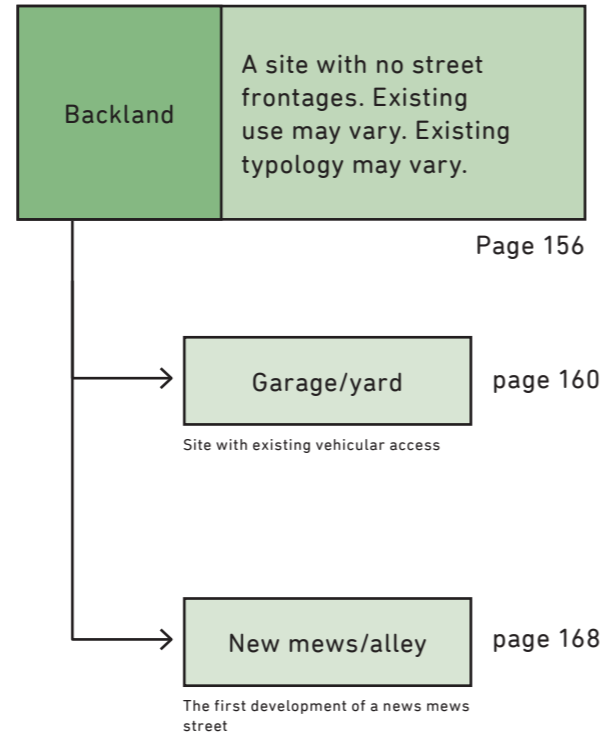 Backland
A site with no street
frontages. Existing
use may vary. Existing
typology may vary.
Page 156
Garage/yard
page 160
Site with existing vehicular access
New mews/alley
page 168
The first development of a news mews
street